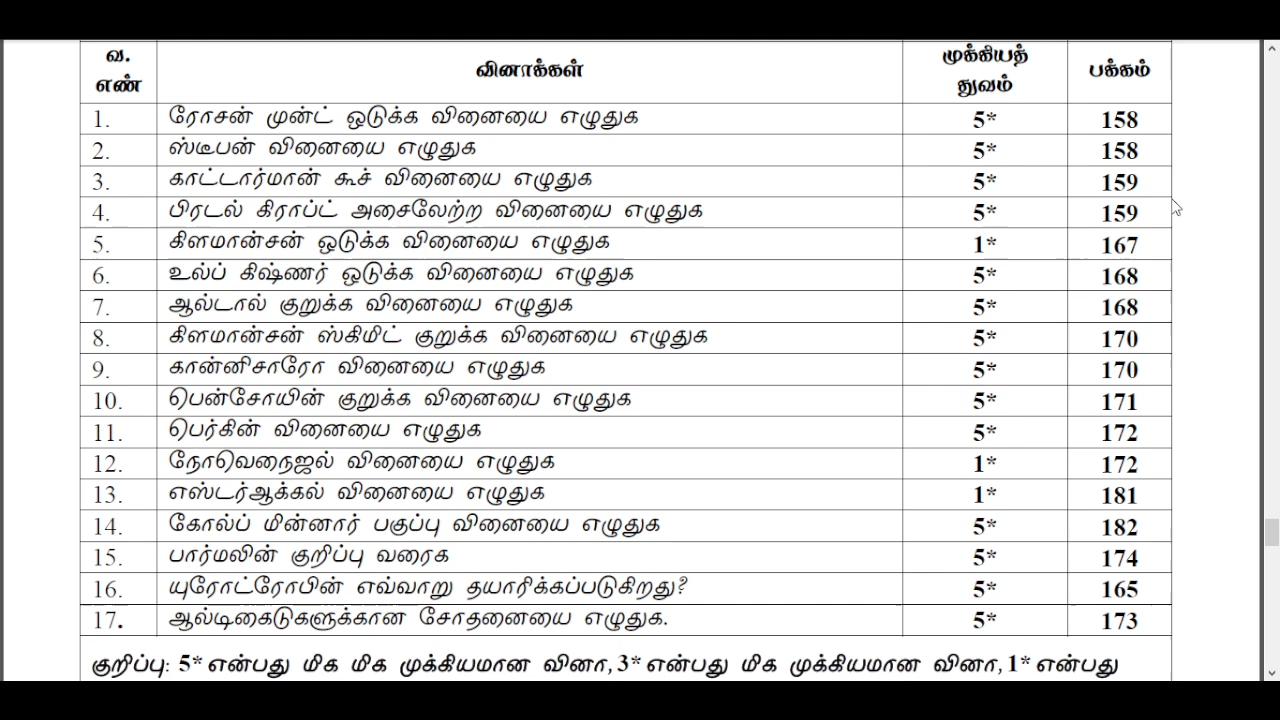 வ. எண் வினாக்கள் முக்கியத் துவம் பக்கம்
1. ரோசன் முன்ட் ஒடுக்க வினையை எழுதுக 5* 158
2. ஸ்டீபன் வினையை எழுதுக 5* 158
3. காட்டார்மான் கூச் வினையை எழுதுக 5* 159
4. பிரடல் கிராப்ட் அசைலேற்ற வினையை எழுதுக 5* 159
5. கிளமான்சன் ஒடுக்க வினையை எழுதுக 1* 167
6. உல்ப் கிஷ்ணர் ஒடுக்க வினையை எழுதுக 5* 168
7. ஆல்டால் குறுக்க வினையை எழுதுக 5* 168
8. கிளமான்சன் ஸ்கிமிட் குறுக்க வினையை எழுதுக 5* 170
9. கான்னிசாரோ வினையை எழுதுக 5* 170
10. பென்சோயின் குறுக்க வினையை எழுதுக 5* 171
11. பெர்கின் வினையை எழுதுக 5* 172
12. நோவெநைஜல் வினையை எழுதுக 1* 172
13. எஸ்டர்ஆக்கல் வினையை எழுதுக 1* 181
14. கோல்ப் மின்னார் பகுப்பு வினையை எழுதுக 5* 182
15. பார்மலின் குறிப்பு வரைக 5* 174
16. யுரோட்ரோபின் எவ்வாறு தயாரிக்கப்படுகிறது? 5* 165
17. ஆல்டிகைடுகளுக்கான சோதனையை எழுதுக. 5* 173
குறிப்பு: 5* என்பது மிக மிக முக்கியமான வினா, 3* என்பது மிக முக்கியமான வினா, 1* என்பது